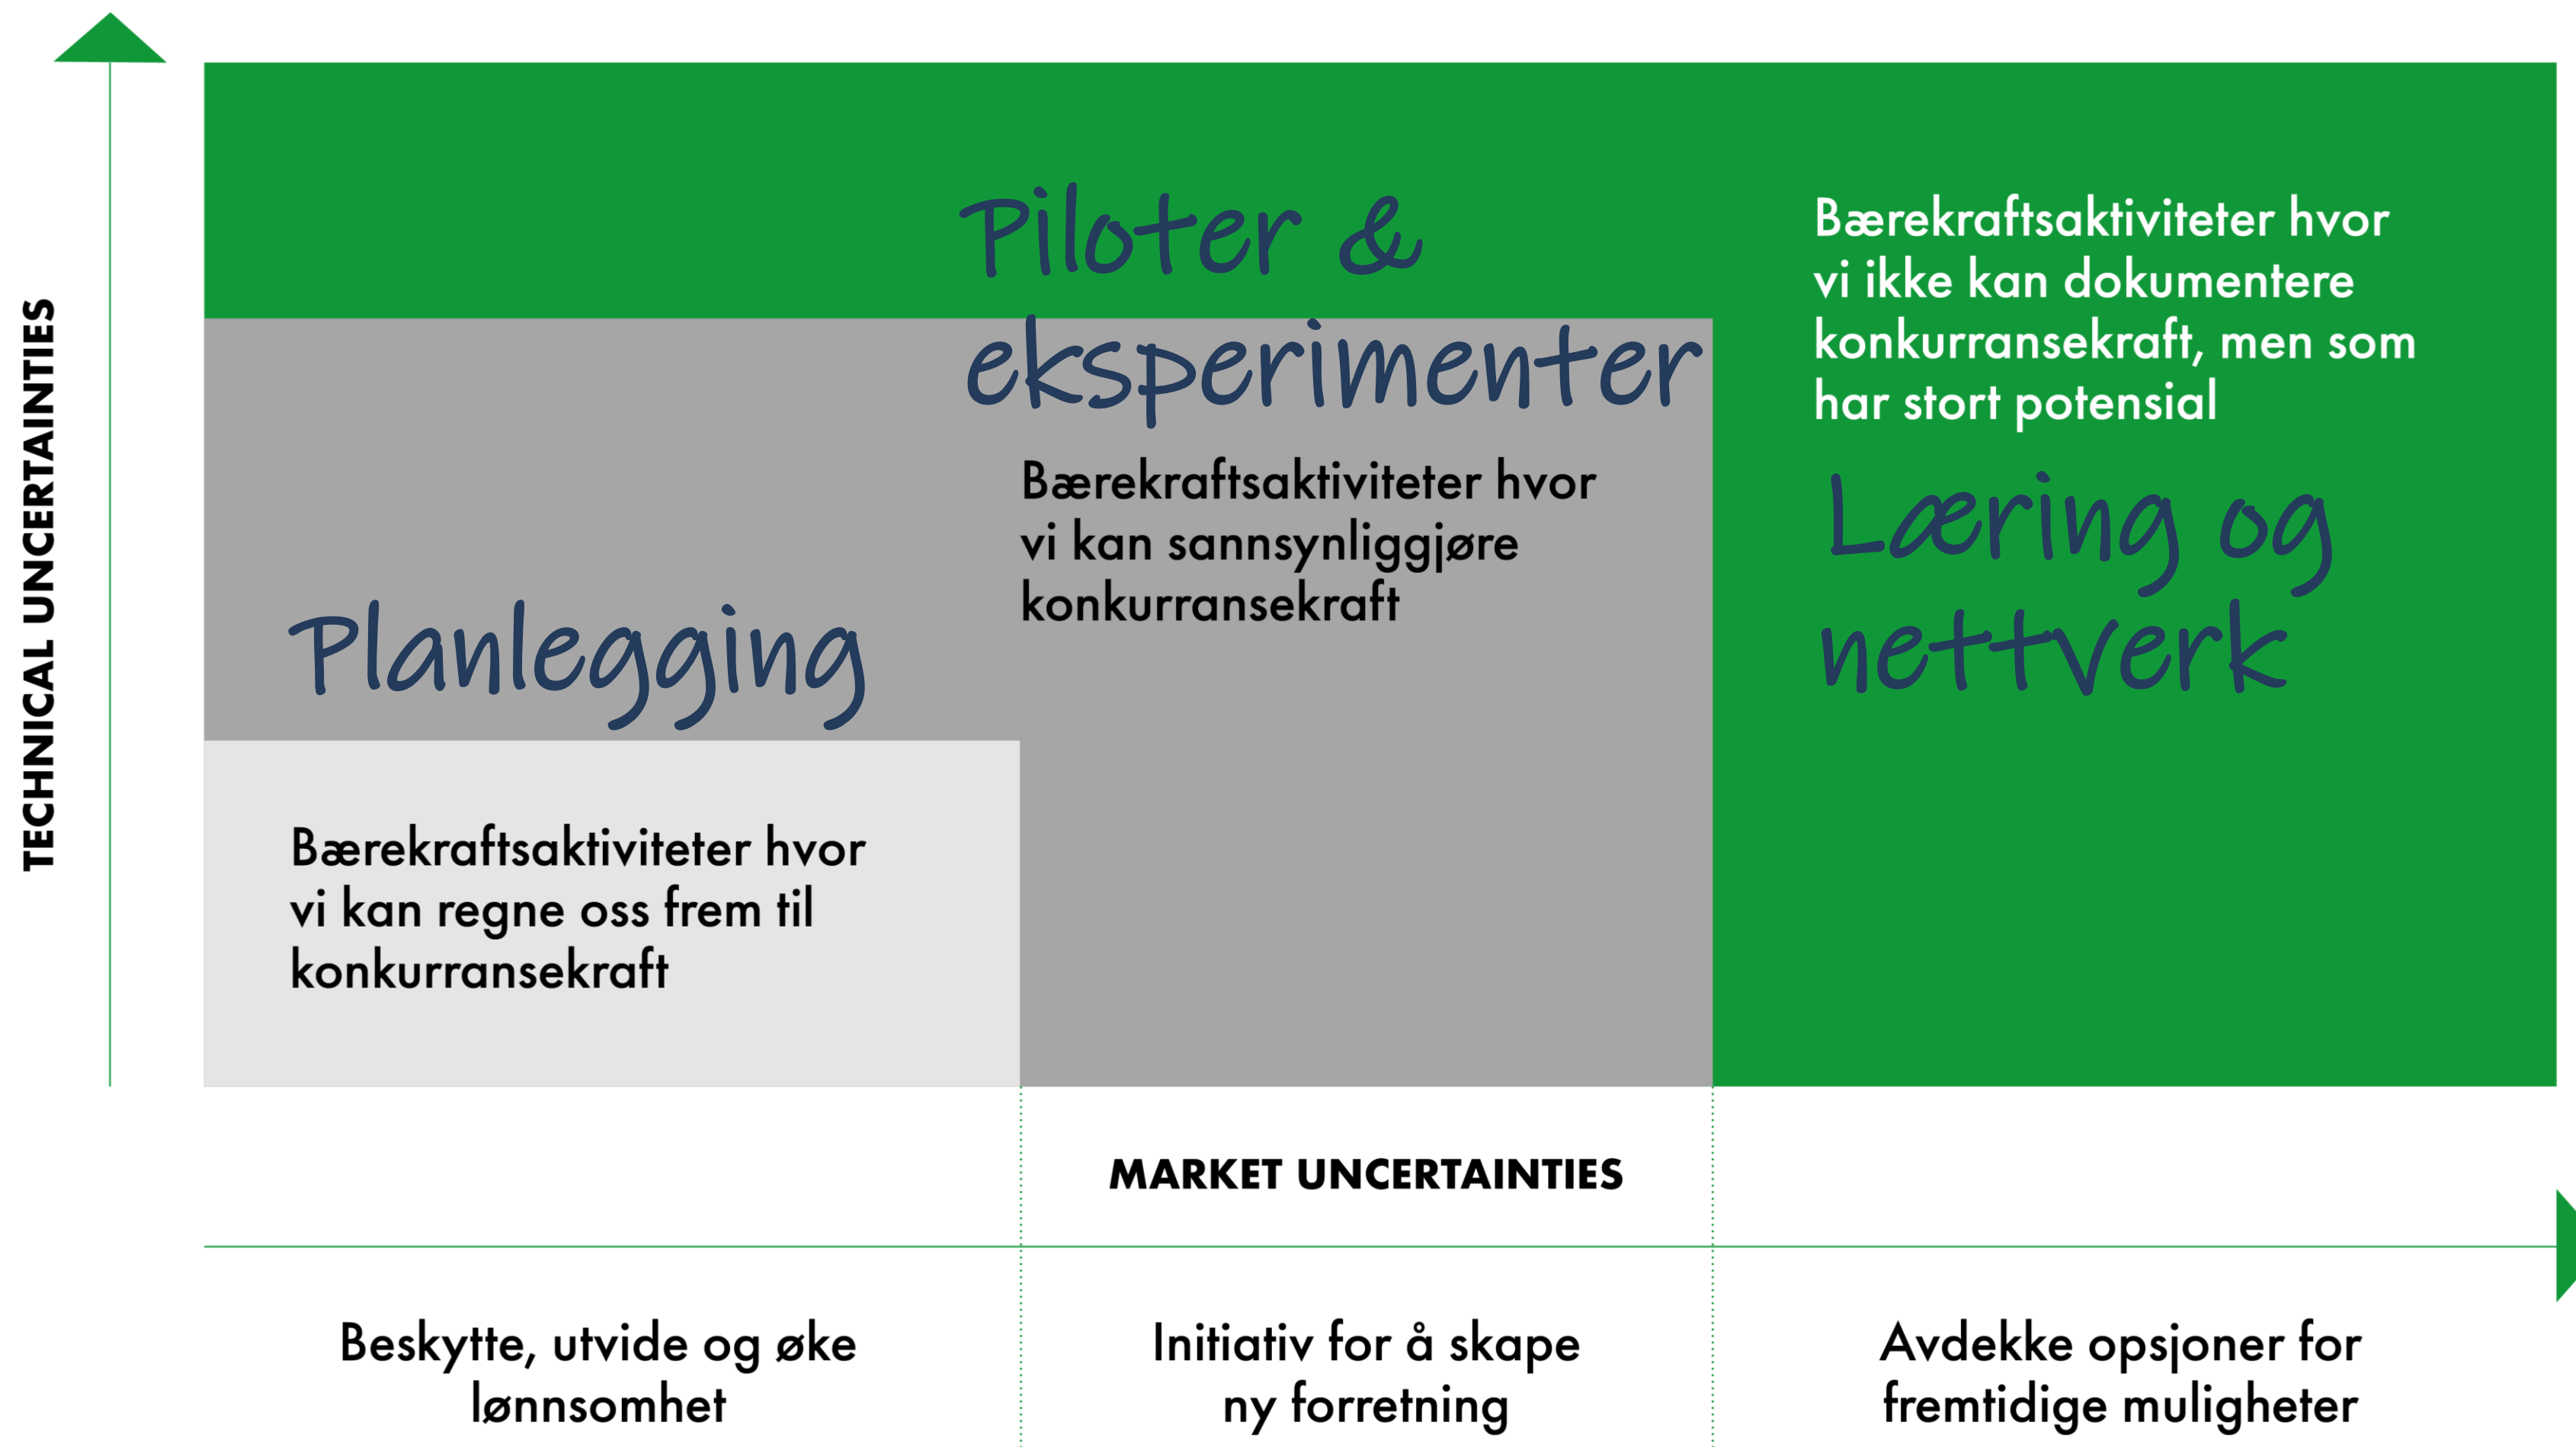 TECHNICAL UNCERTAINTIES
Piloter &
eksperimenter
Bærekraftsaktiviteter hvor
vi kan sannsynliggjøre
konkurransekraft
Bærekraftsaktiviteter hvor
vi ikke kan dokumentere
konkurransekraft, men som
har stort potensial
Læring og
nettverk
Planlegging
Bærekraftsaktiviteter hvor
vi kan regne oss frem til
konkurransekraft
MARKET UNCERTAINTIES
Beskytte, utvide og øke
lønnsomhet
Initiativ for å skape
ny forretning
Avdekke opsjoner for
fremtidige muligheter